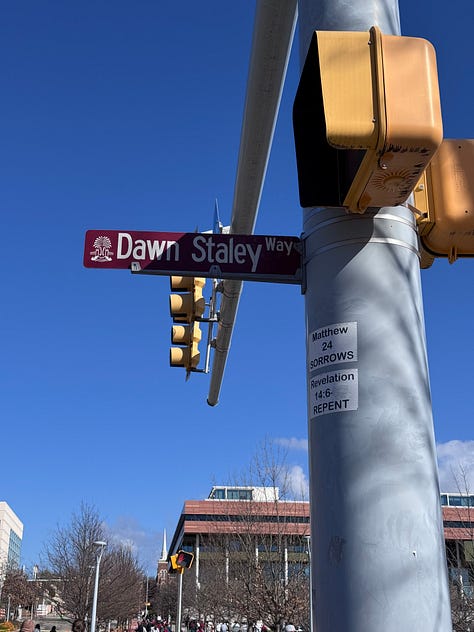 Dawn Staley Way
Matthew
24
SORROWS
Revelation
14:6-
REPENT